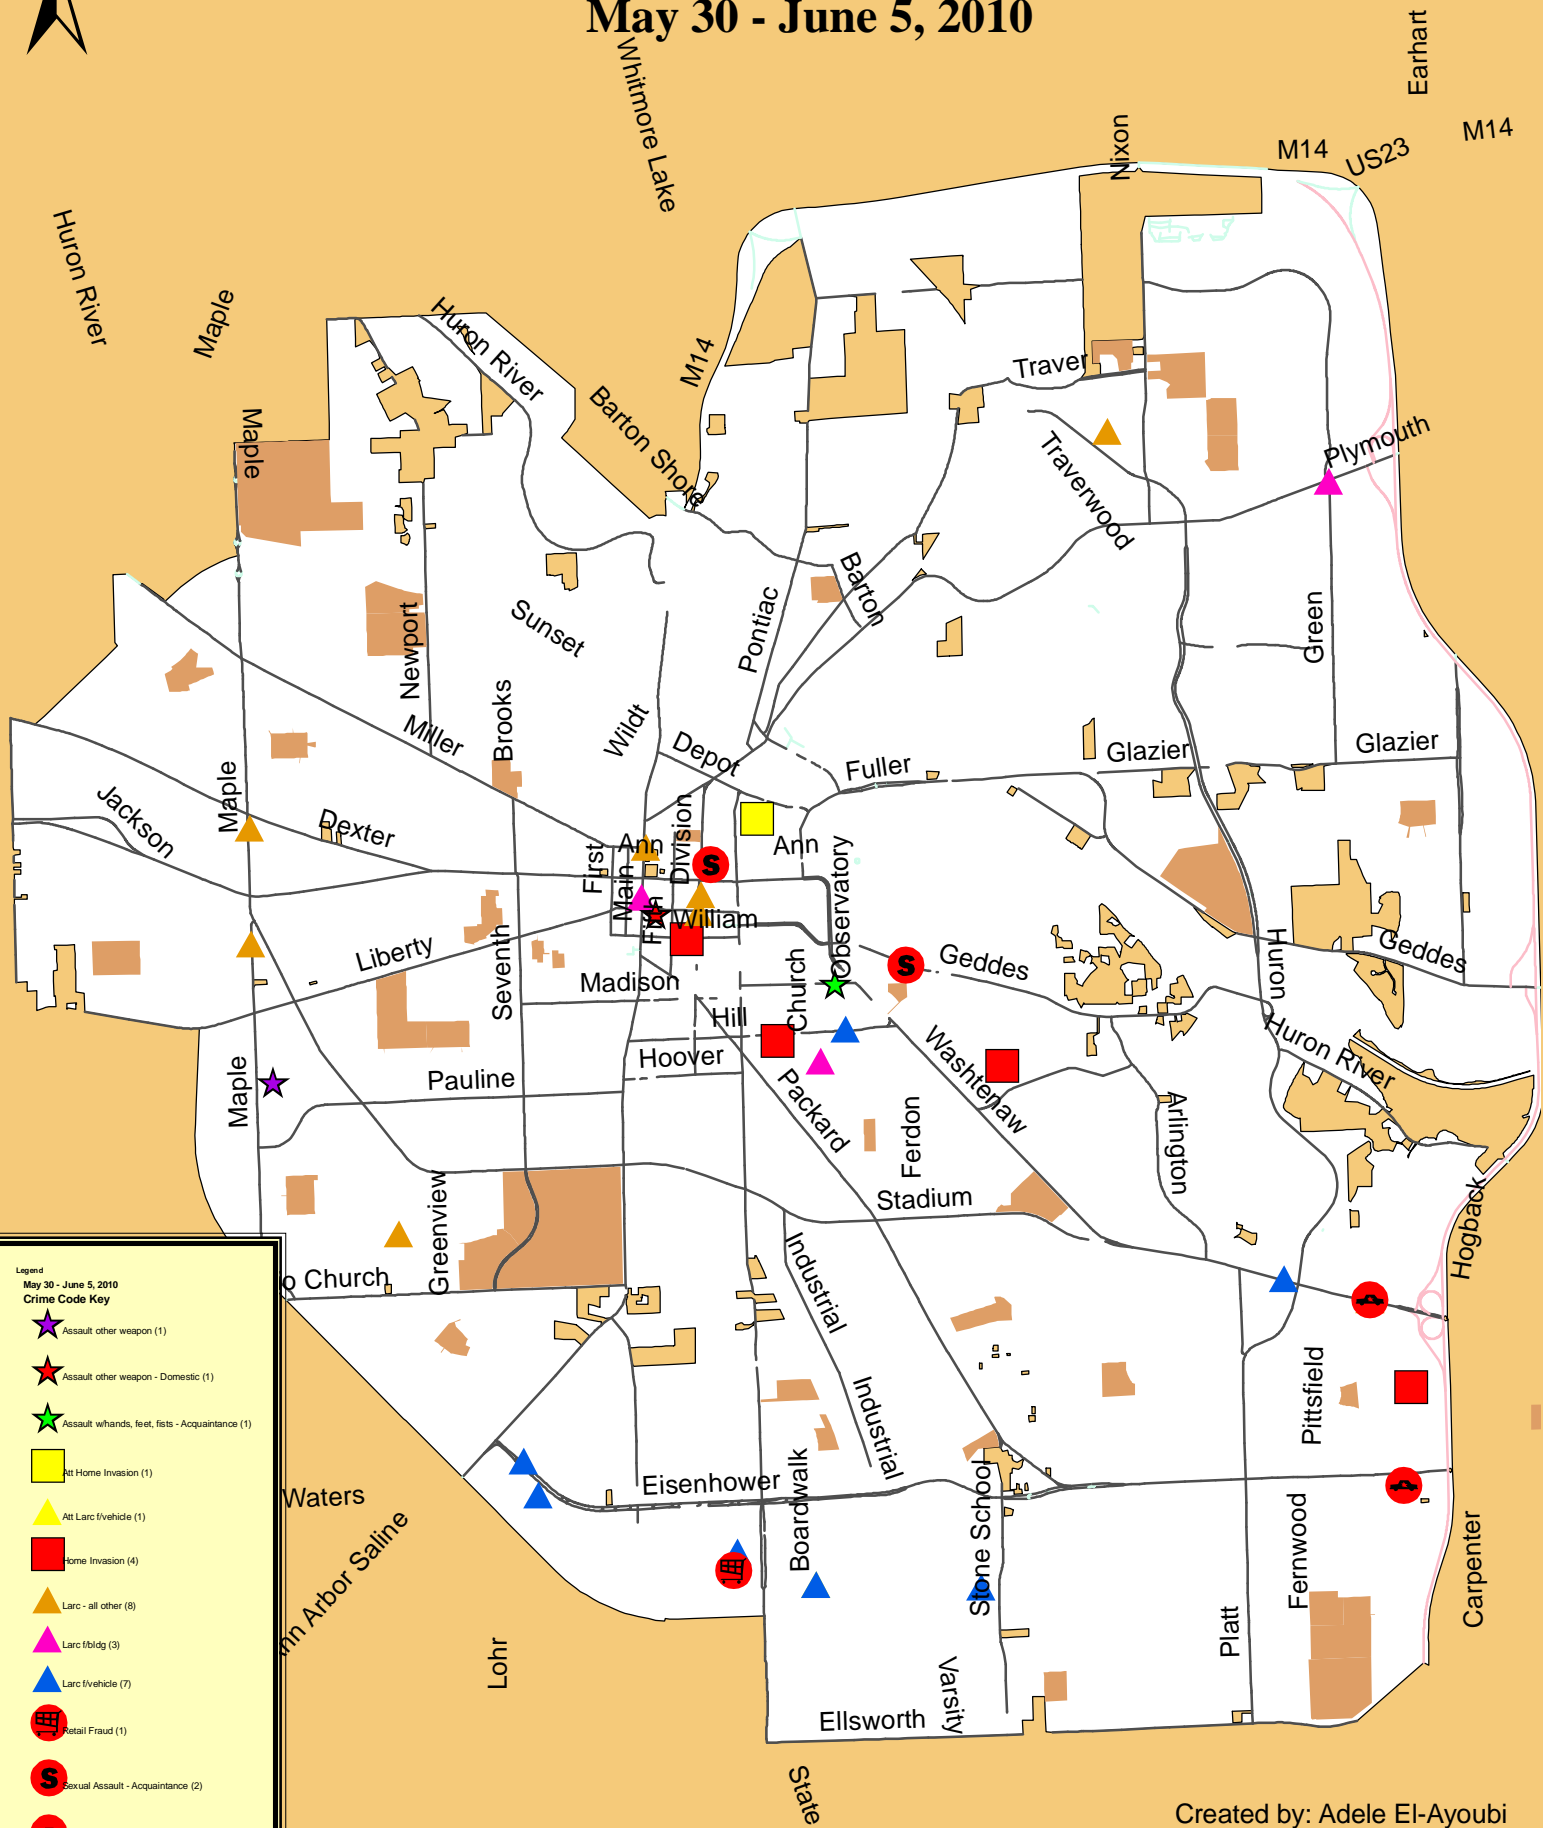 May 30 - June 5, 2010
Earhart
Whitmore Lake
Nixon
M14
US23
M14
Huron River
Maple
Huron River
M14
Traver
Barton Shore
Maple
Plymouth
Traverwood
Barton
Pontiac
Green
Sunset
Newport
Brooks
Wildt
Miller
Depot
Fuller
Glazier
Glazier
Maple
Jackson
Dexter
Division
Ann
Ann
First
Main
Observatory
William
Liberty
Seventh
Madison
Church
Geddes
Geddes
Huron
Hill
Hoover
Huron River
Washtenaw
Maple
Pauline
Packard
Ferdon
Arlington
Stadium
Greenview
Hogback
o Church
Industrial
Pittsfield
Industrial
Boardwalk
Eisenhower
Stone School
Fernwood
Waters
nn Arbor Saline
Carpenter
Platt
Lohr
Varsity
Ellsworth
State
Legend
May 30 - June 5, 2010
Crime Code Key
Assault other weapon (1)
Assault other weapon - Domestic (1)
Assault w/hands, feet, fists - Acquaintance (1)
Att Home Invasion (1)
Att Larc f/vehicle (1)
Home Invasion (4)
Larc - all other (8)
Larc f/bldg (3)
Larc f/vehicle (7)
Retail Fraud (1)
S
Sexual Assault - Acquaintance (2)
S
S
Created by: Adele El-Ayoubi